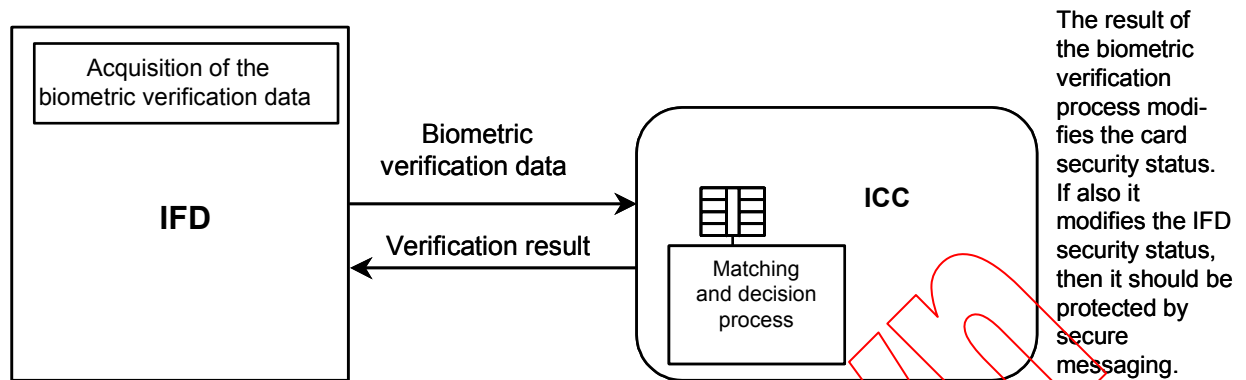 Acquisition of the
biometric verification data
IFD
Biometric
verification data
Verification result
ICC
Matching
and decision
process
The result of
the biometric
verification
process modi-
fies the card
security status.
If also it
modifies the IFD
security status,
then it should be
protected by
secure
messaging.